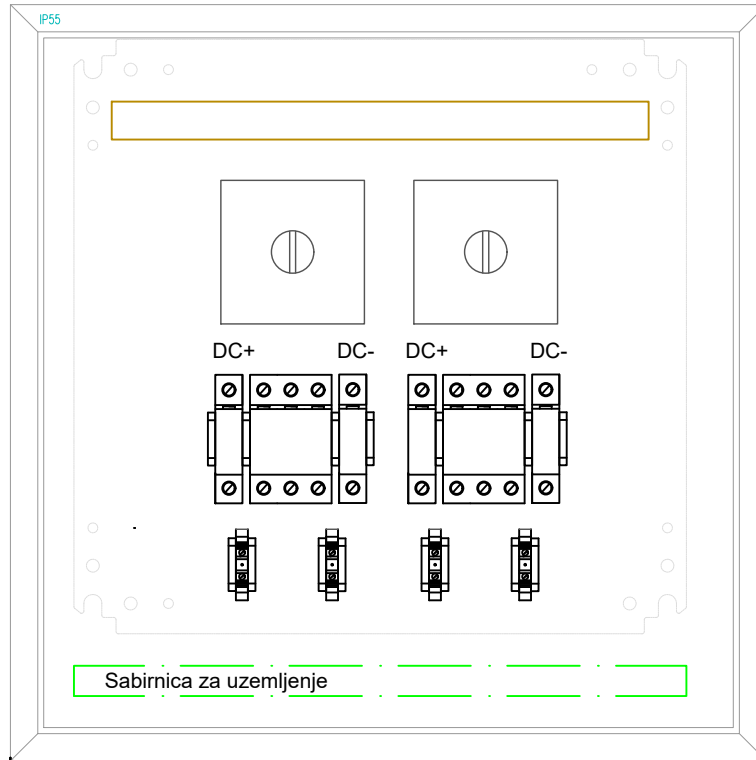 IP55
DC+ DC- DC+ DC-
Sabirnica za uzemljenje